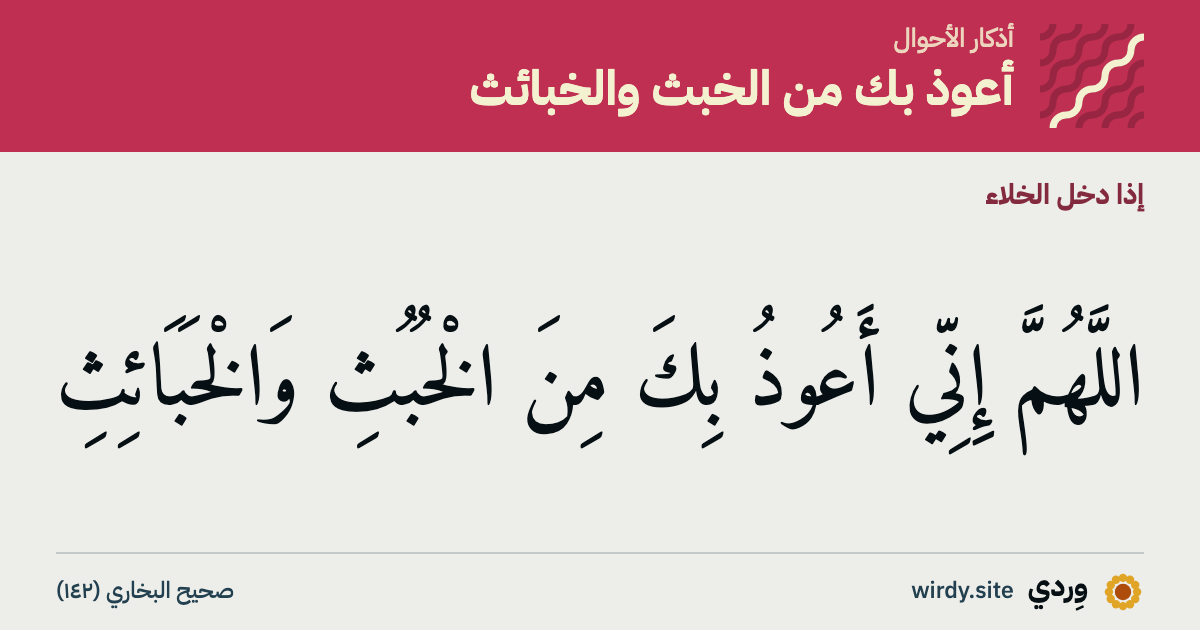 أذكار الأحوال
أعوذ بك من الخبث والخبائث
إذا دخل الخلاء
اللَّهُمَّ إِنِّي أَعُوذُ بِكَ مِنَ الْخُبُثِ وَالْخَبَائِثِ
وِردي wirdy.site
صحيح البخاري (١٤٢)